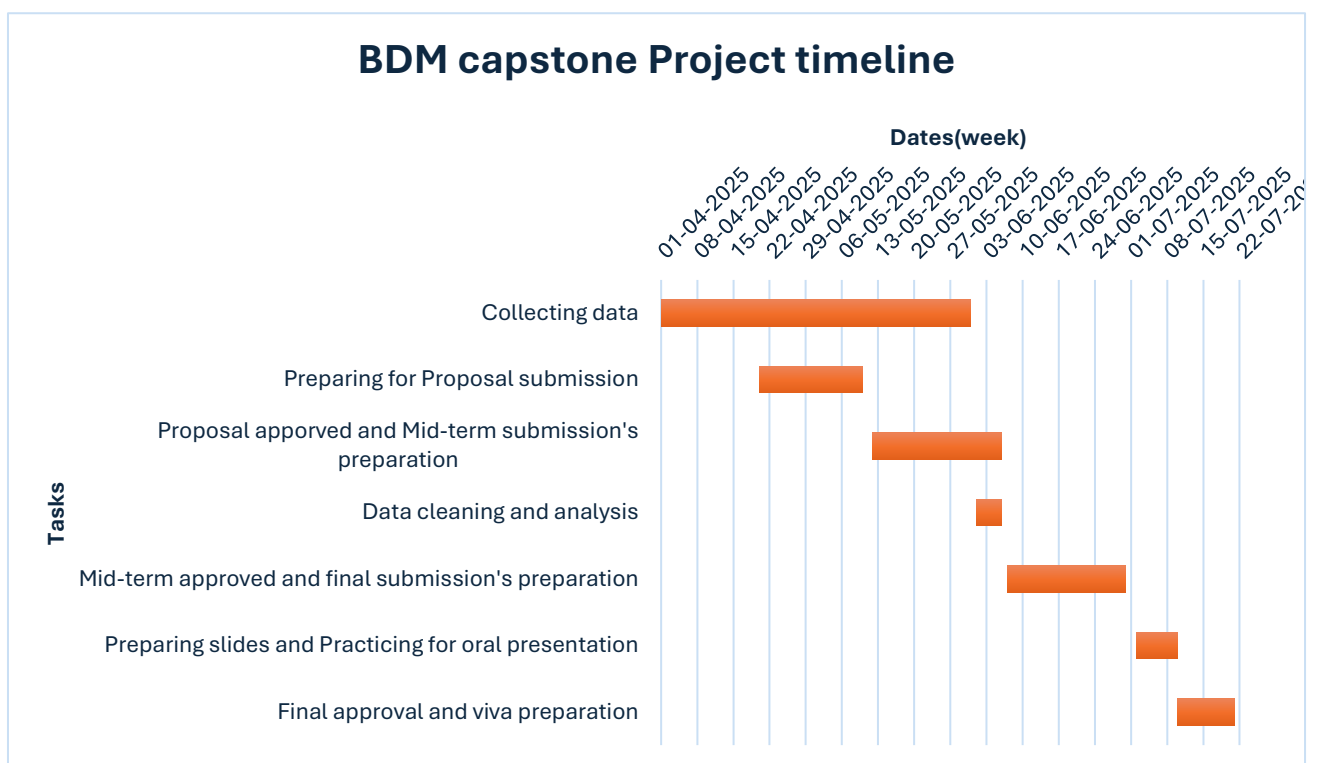 BDM capstone Project timeline
Dates(week)
01-04-2025
08-04-2025
15-04-2025
22-04-2025
29-04-2025
06-05-2025
13-05-2025
20-05-2025
27-05-2025
03-06-2025
10-06-2025
17-06-2025
24-06-2025
01-07-2025
08-07-2025
15-07-2025
22-07-20
Tasks
Collecting data
Preparing for Proposal submission
Proposal apporved and Mid-term submission's
preparation
Data cleaning and analysis
Mid-term approved and final submission's preparation
Preparing slides and Practicing for oral presentation
Final approval and viva preparation